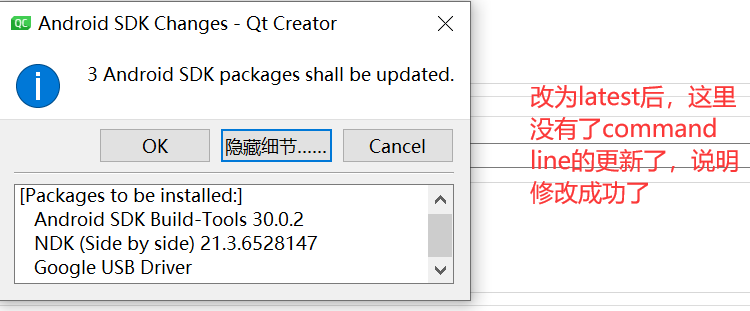 QC Android SDK Changes - Qt Creator
3 Android SDK packages shall be updated.
OK
隐藏细节......
Cancel
[Packages to be installed:]
Android SDK Build-Tools 30.0.2
NDK (Side by side) 21.3.6528147
Google USB Driver
改为latest后，这里
没有了command
line的更新了，说明
修改成功了